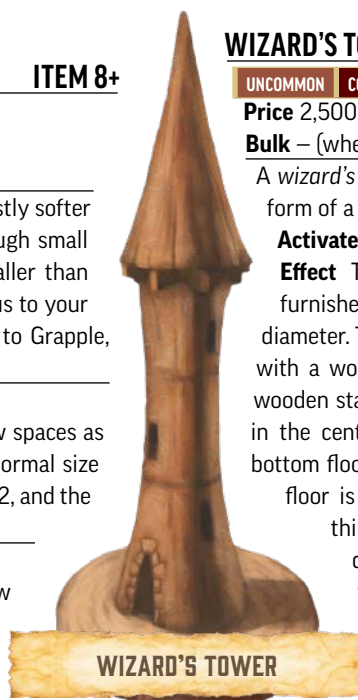 ITEM 8+
stly softer
ugh small
aller than
us to your
to Grapple,
w spaces as
ormal size
2, and the
w
WIZARD'S TO
UNCOMMON CO
Price 2,500
Bulk – (whe
A wizard's
form of a
Activate
Effect T
furnishe
diameter. T
with a wo
wooden sta
in the cent
bottom floo
floor is
thi
WIZARD'S TOWER